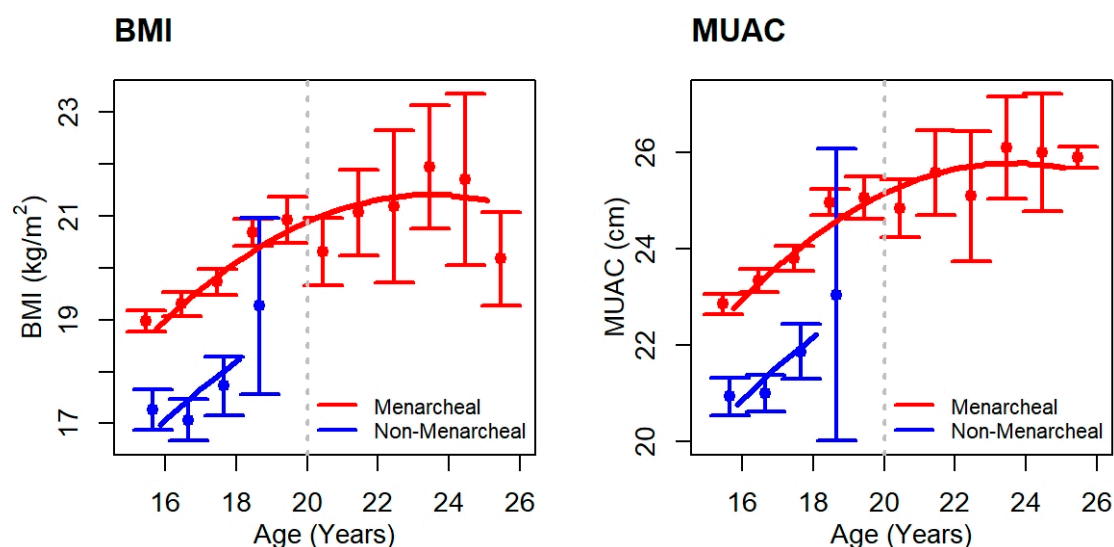 BMI
BMI (kg/m²)
23
21
19
17
Menarcheal
Non-Menarcheal
16 18 20 22 24 26
Age (Years)
MUAC
MUAC (cm)
26
24
22
20
Menarcheal
Non-Menarcheal
16 18 20 22 24 26
Age (Years)